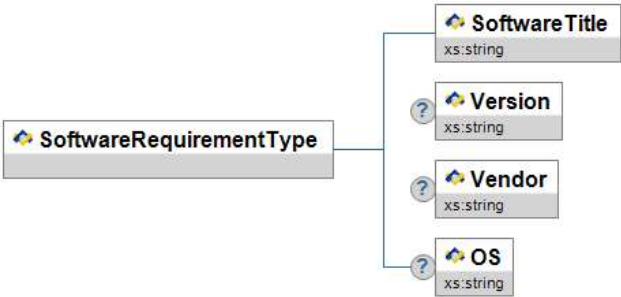 SoftwareTitle
xs:string
?
Version
xs:string
SoftwareRequirementType
?
Vendor
xs:string
?
OS
xs:string